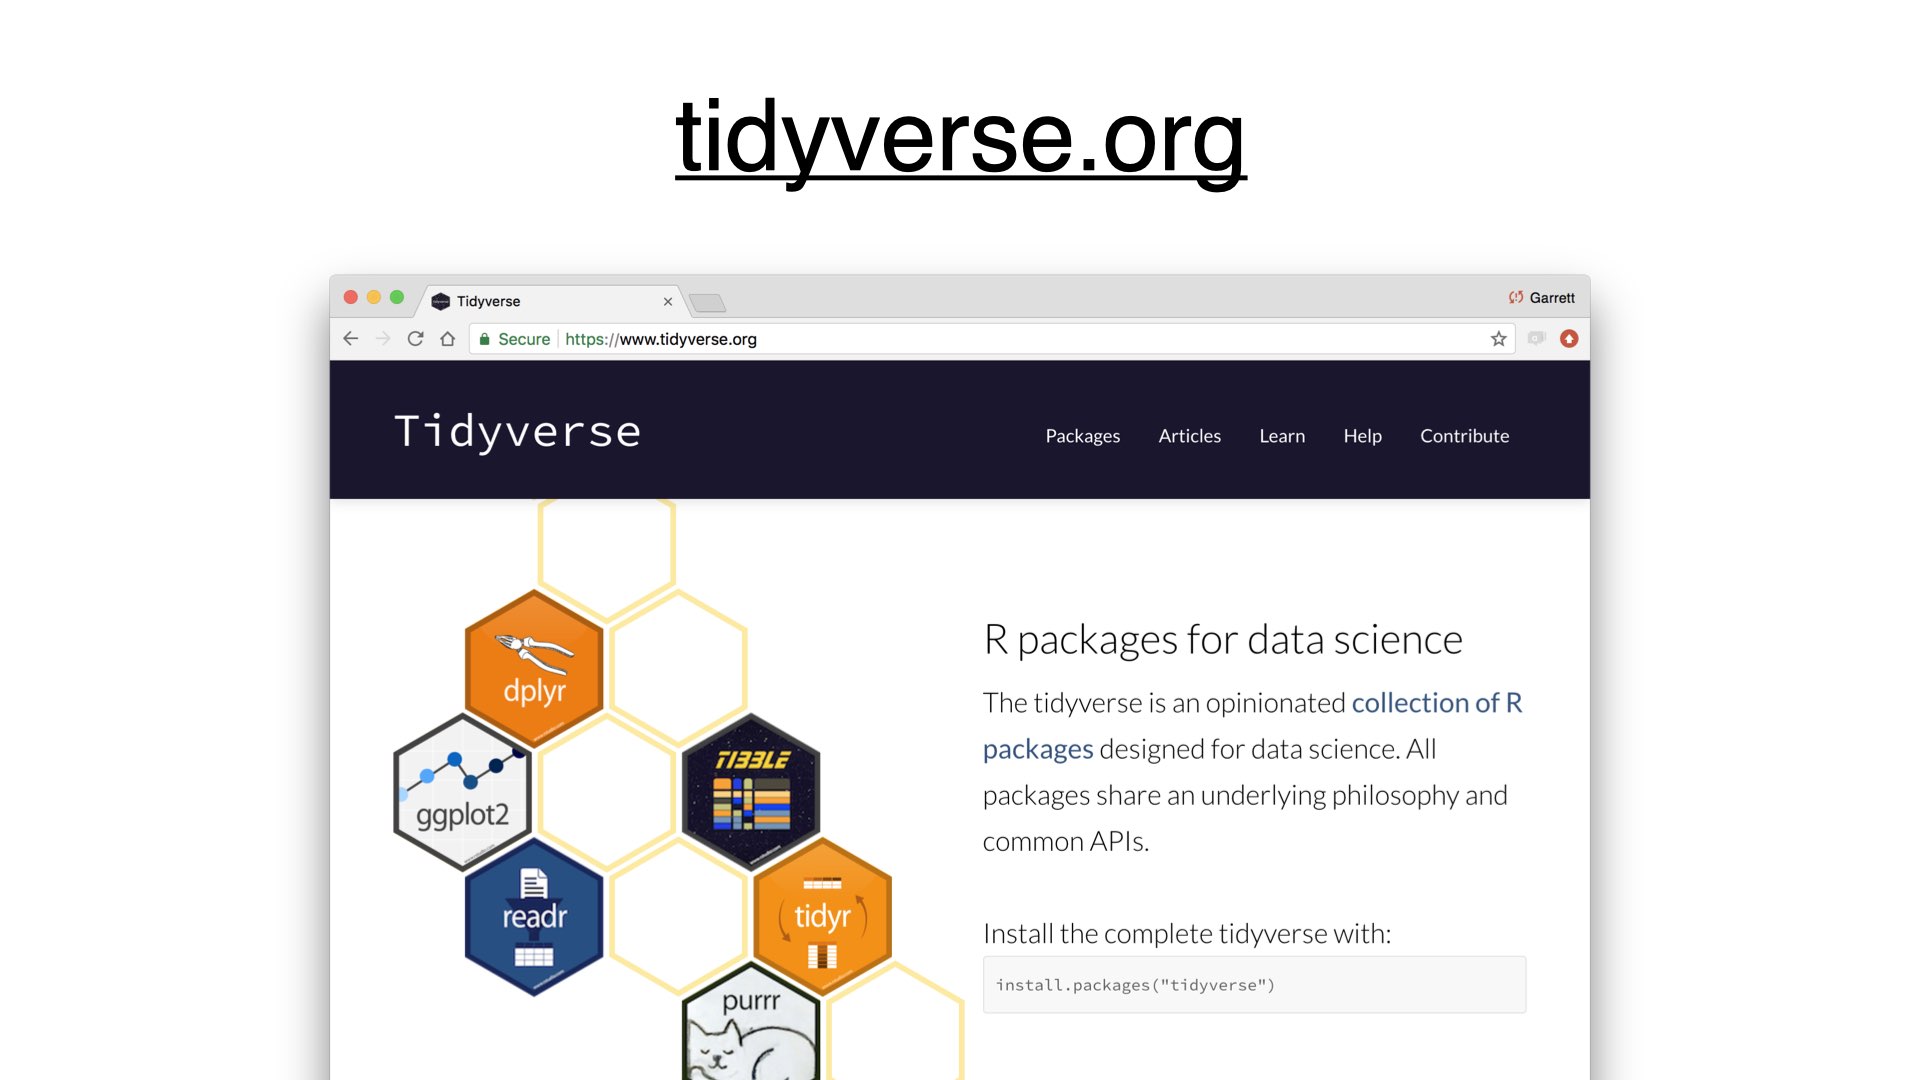 tidyverse.org
Tidyverse
Garrett
Secure https://www.tidyverse.org
Tidyverse
Packages Articles Learn Help Contribute
dplyr
ggplot2
TIBBLE
readr
tidyr
purrr
R packages for data science
The tidyverse is an opinionated collection of R
packages designed for data science. All
packages share an underlying philosophy and
common APIs.
Install the complete tidyverse with:
install.packages("tidyverse")